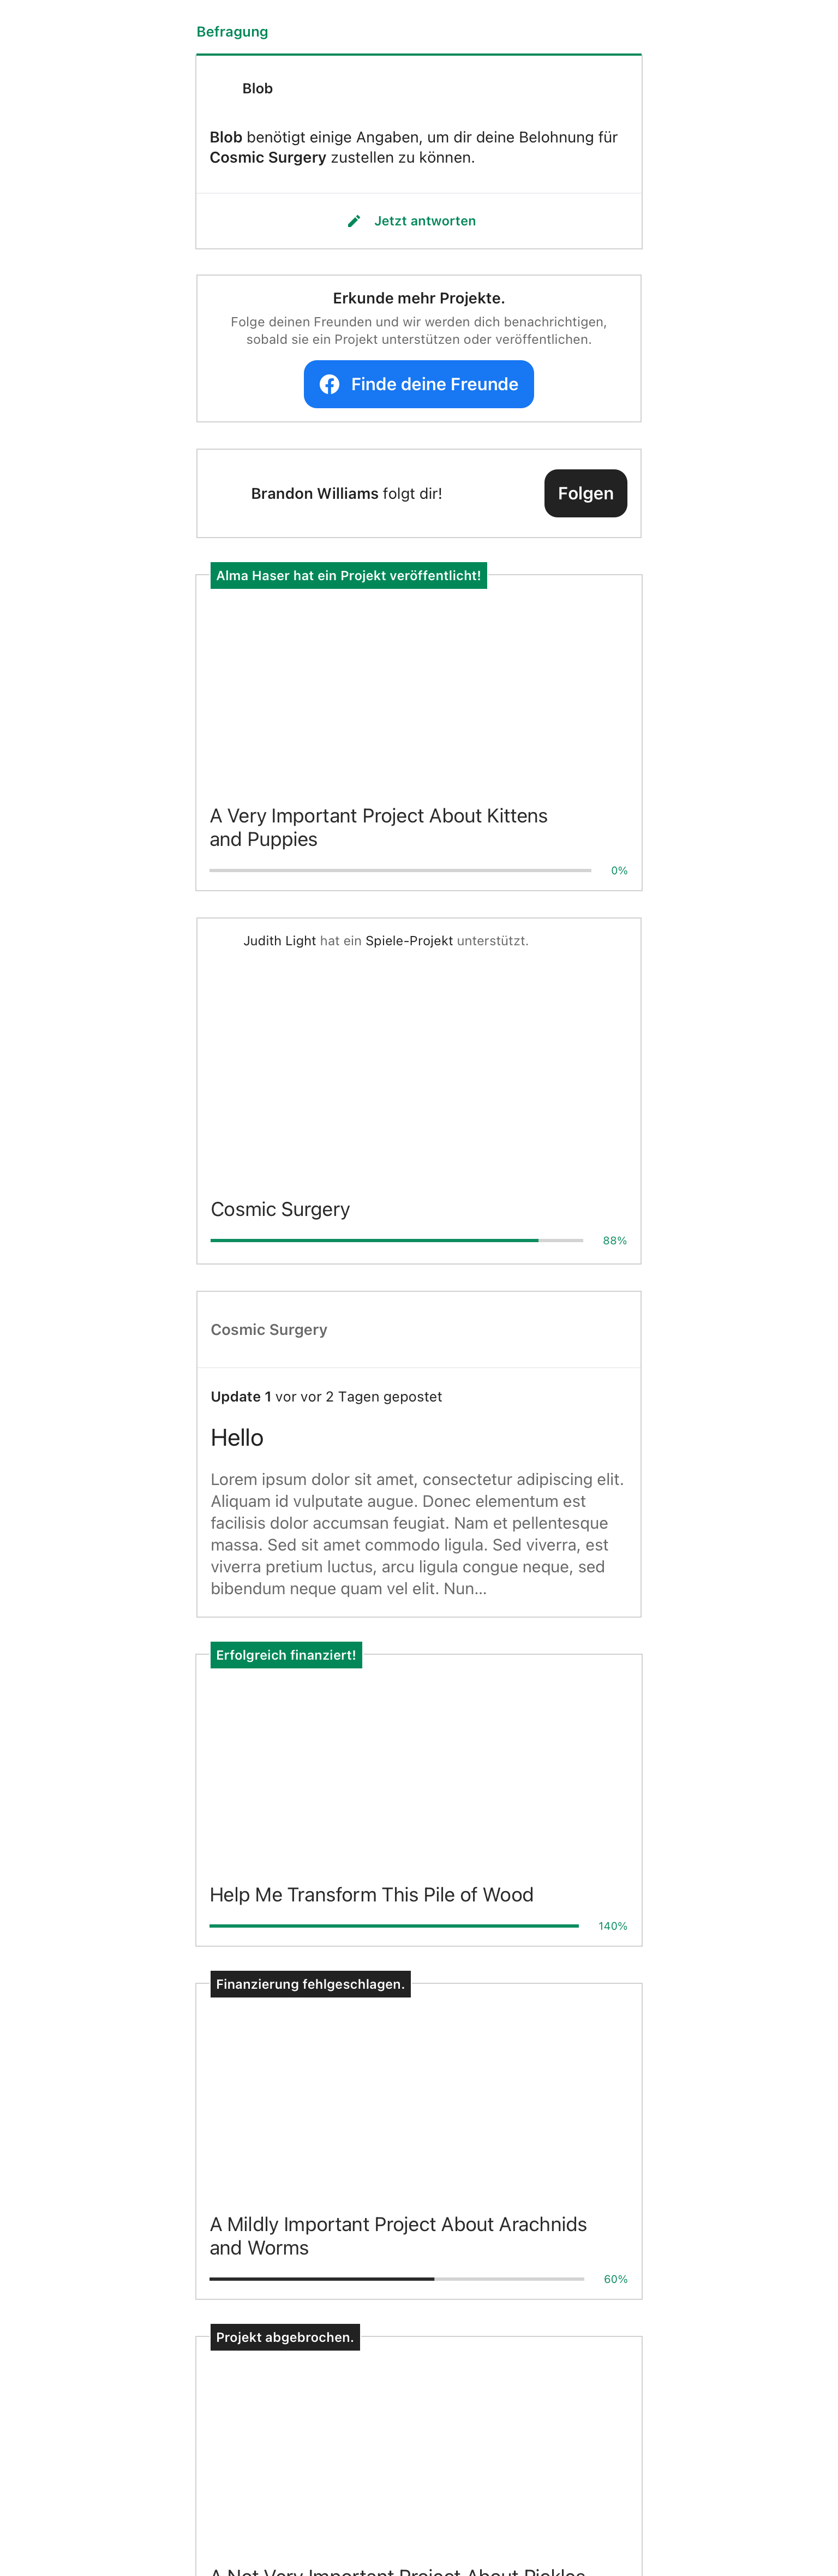 Befragung
Blob
Blob benötigt einige Angaben, um dir deine Belohnung für
Cosmic Surgery zustellen zu können.
Jetzt antworten
Erkunde mehr Projekte.
Folge deinen Freunden und wir werden dich benachrichtigen,
sobald sie ein Projekt unterstützen oder veröffentlichen.
Finde deine Freunde
Brandon Williams folgt dir!
Folgen
Alma Haser hat ein Projekt veröffentlicht!
A Very Important Project About Kittens
and Puppies
0%
Judith Light hat ein Spiele-Projekt unterstützt.
Cosmic Surgery
88%
Cosmic Surgery
Update 1 vor vor 2 Tagen gepostet
Hello
Lorem ipsum dolor sit amet, consectetur adipiscing elit.
Aliquam id vulputate augue. Donec elementum est
facilisis dolor accumsan feugiat. Nam et pellentesque
massa. Sed sit amet commodo ligula. Sed viverra, est
viverra pretium luctus, arcu ligula congue neque, sed
bibendum neque quam vel elit. Nun...
Erfolgreich finanziert!
Help Me Transform This Pile of Wood
140%
Finanzierung fehlgeschlagen.
A Mildly Important Project About Arachnids
and Worms
60%
Projekt abgebrochen.
A Not Very Important Project About Pickles